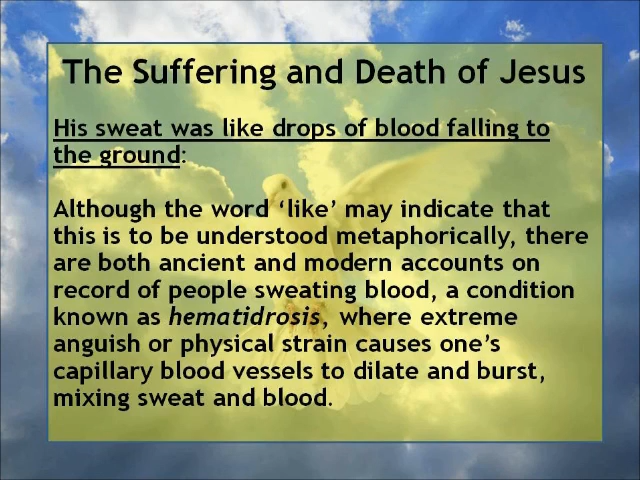 The Suffering and Death of Jesus
His sweat was like drops of blood falling to
the ground:
Although the word ‘like’ may indicate that
this is to be understood metaphorically, there
are both ancient and modern accounts on
record of people sweating blood, a condition
known as hematidrosis, where extreme
anguish or physical strain causes one’s
capillary blood vessels to dilate and burst,
mixing sweat and blood.